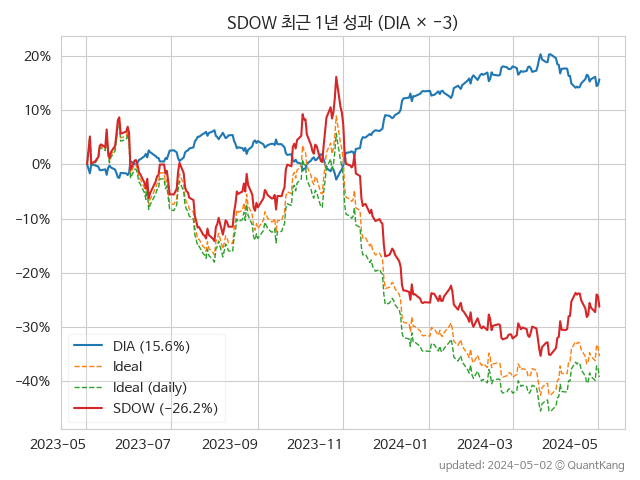 SDOW 최근 1년 성과 (DIA × −3)
20%
10%
0%
−10%
−20%
−30%
−40%
DIA (15.6%)
Ideal
Ideal (daily)
SDOW (−26.2%)
2023-05 2023-07 2023-09 2023-11 2024-01 2024-03 2024-05
updated: 2024-05-02 © QuantKang